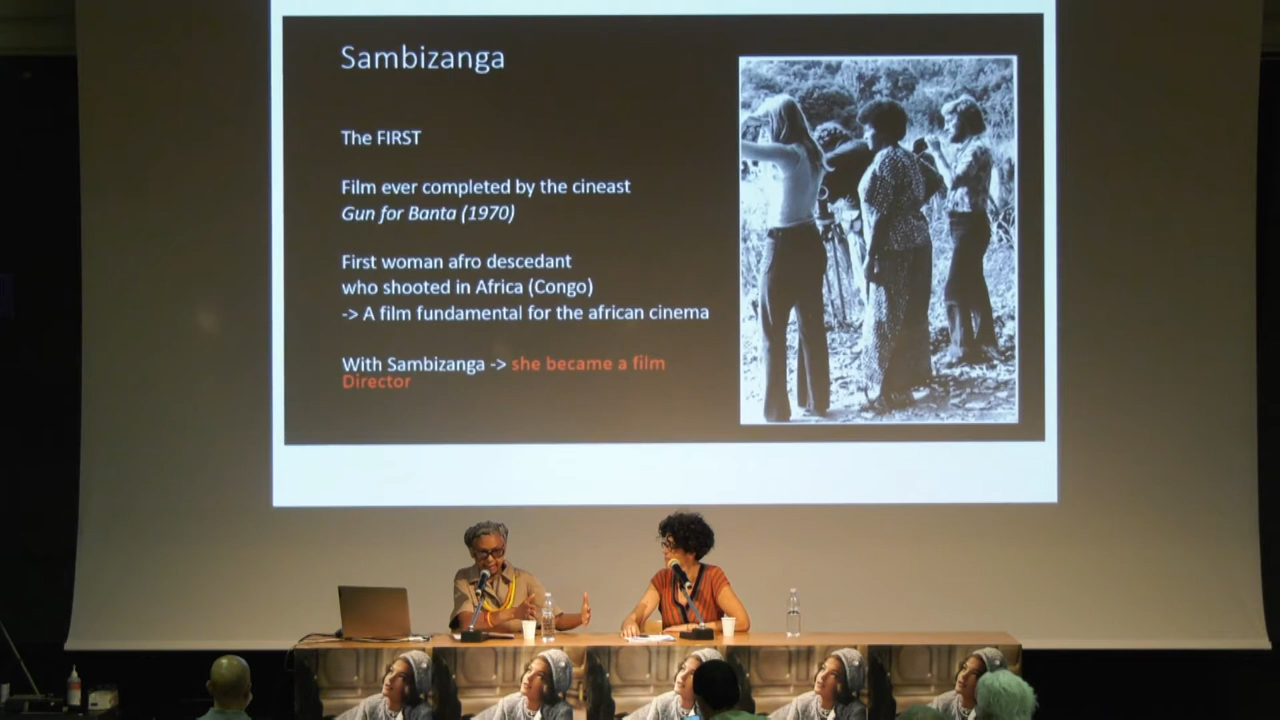 Sambizanga
The FIRST
Film ever completed by the cineast
Gun for Banta (1970)
First woman afro descedant
who shooted in Africa (Congo)
-> A film fundamental for the african cinema
With Sambizanga -> she became a film
Director